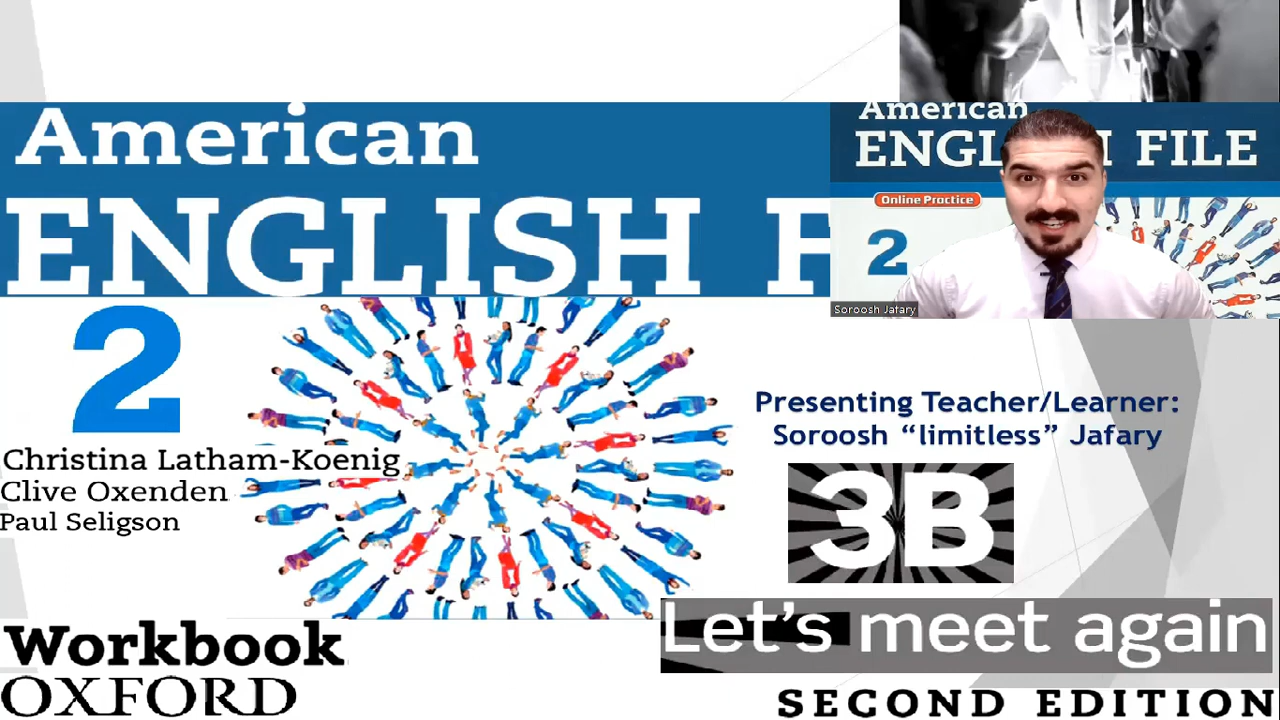 American
ENGLISH F
2
Christina Latham-Koenig
Clive Oxenden
Paul Seligson
Workbook
OXFORD
American
ENGL FILE
Online Practice
2
Soroosh Jafary
Presenting Teacher/Learner:
Soroosh “limitless” Jafary
3B
Let's meet again
SECOND EDITION